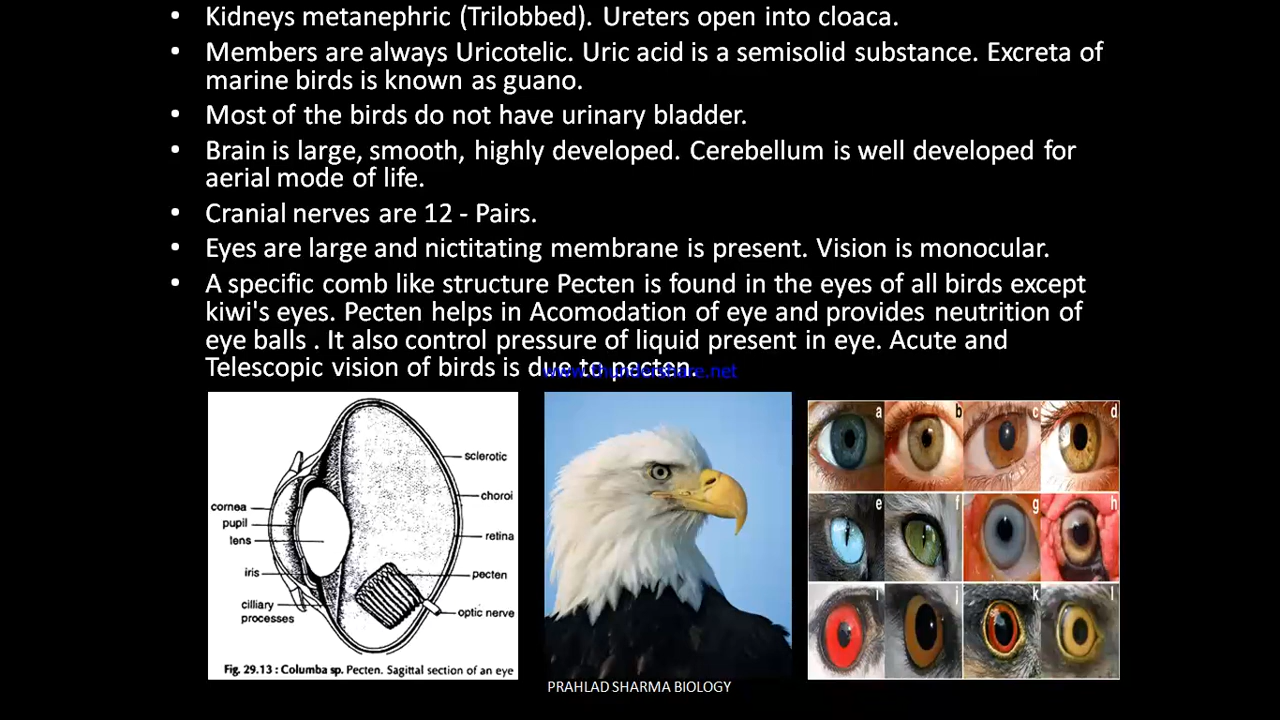 • Kidneys metanephric (Trilobbed). Ureters open into cloaca.
• Members are always Uricotelic. Uric acid is a semisolid substance. Excreta of
marine birds is known as guano.
• Most of the birds do not have urinary bladder.
• Brain is large, smooth, highly developed. Cerebellum is well developed for
aerial mode of life.
• Cranial nerves are 12 - Pairs.
• Eyes are large and nictitating membrane is present. Vision is monocular.
• A specific comb like structure Pecten is found in the eyes of all birds except
kiwi's eyes. Pecten helps in Acomodation of eye and provides neutrition of
eye balls . It also control pressure of liquid present in eye. Acute and
Telescopic vision of birds is due to pecten.
www.thundershare.net
sclerotic
choroi
cornea
pupil
lens
retina
iris
pecten
cilliary
processes
optic nerve
Fig. 29.13 : Columba sp. Pecten. Sagittal section of an eye
a b c d
e f g h
i j k l
PRAHLAD SHARMA BIOLOGY